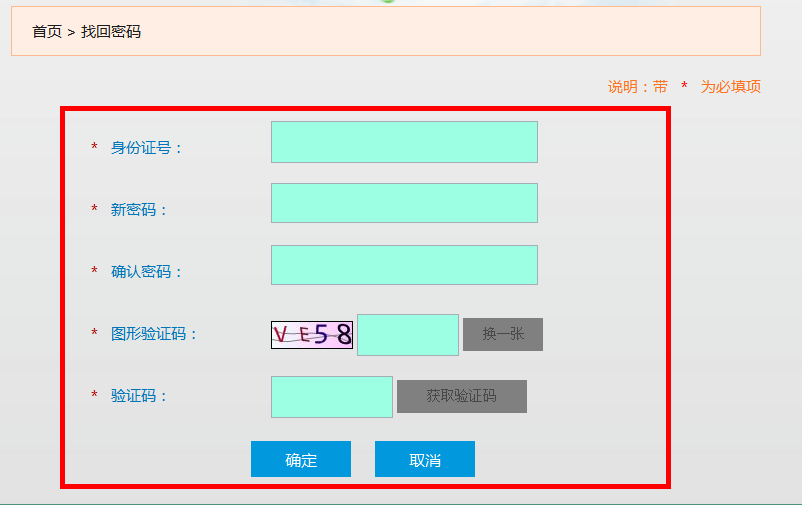 首页 > 找回密码
说明：带 * 为必填项
* 身份证号：
* 新密码：
* 确认密码：
* 图形验证码： VE58 换一张
* 验证码： 获取验证码
确定 取消